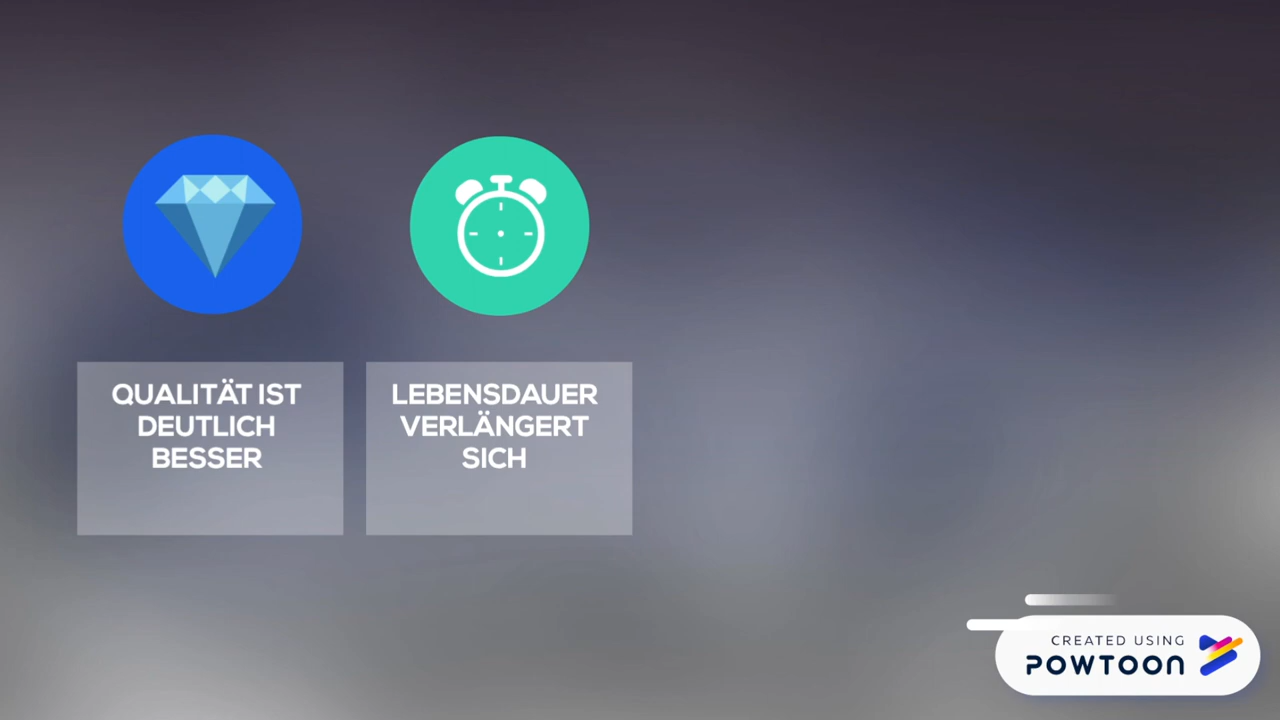 QUALITÄT IST
DEUTLICH
BESSER
LEBENSDAUER
VERLÄNGERT
SICH
CREATED USING
POWTOON